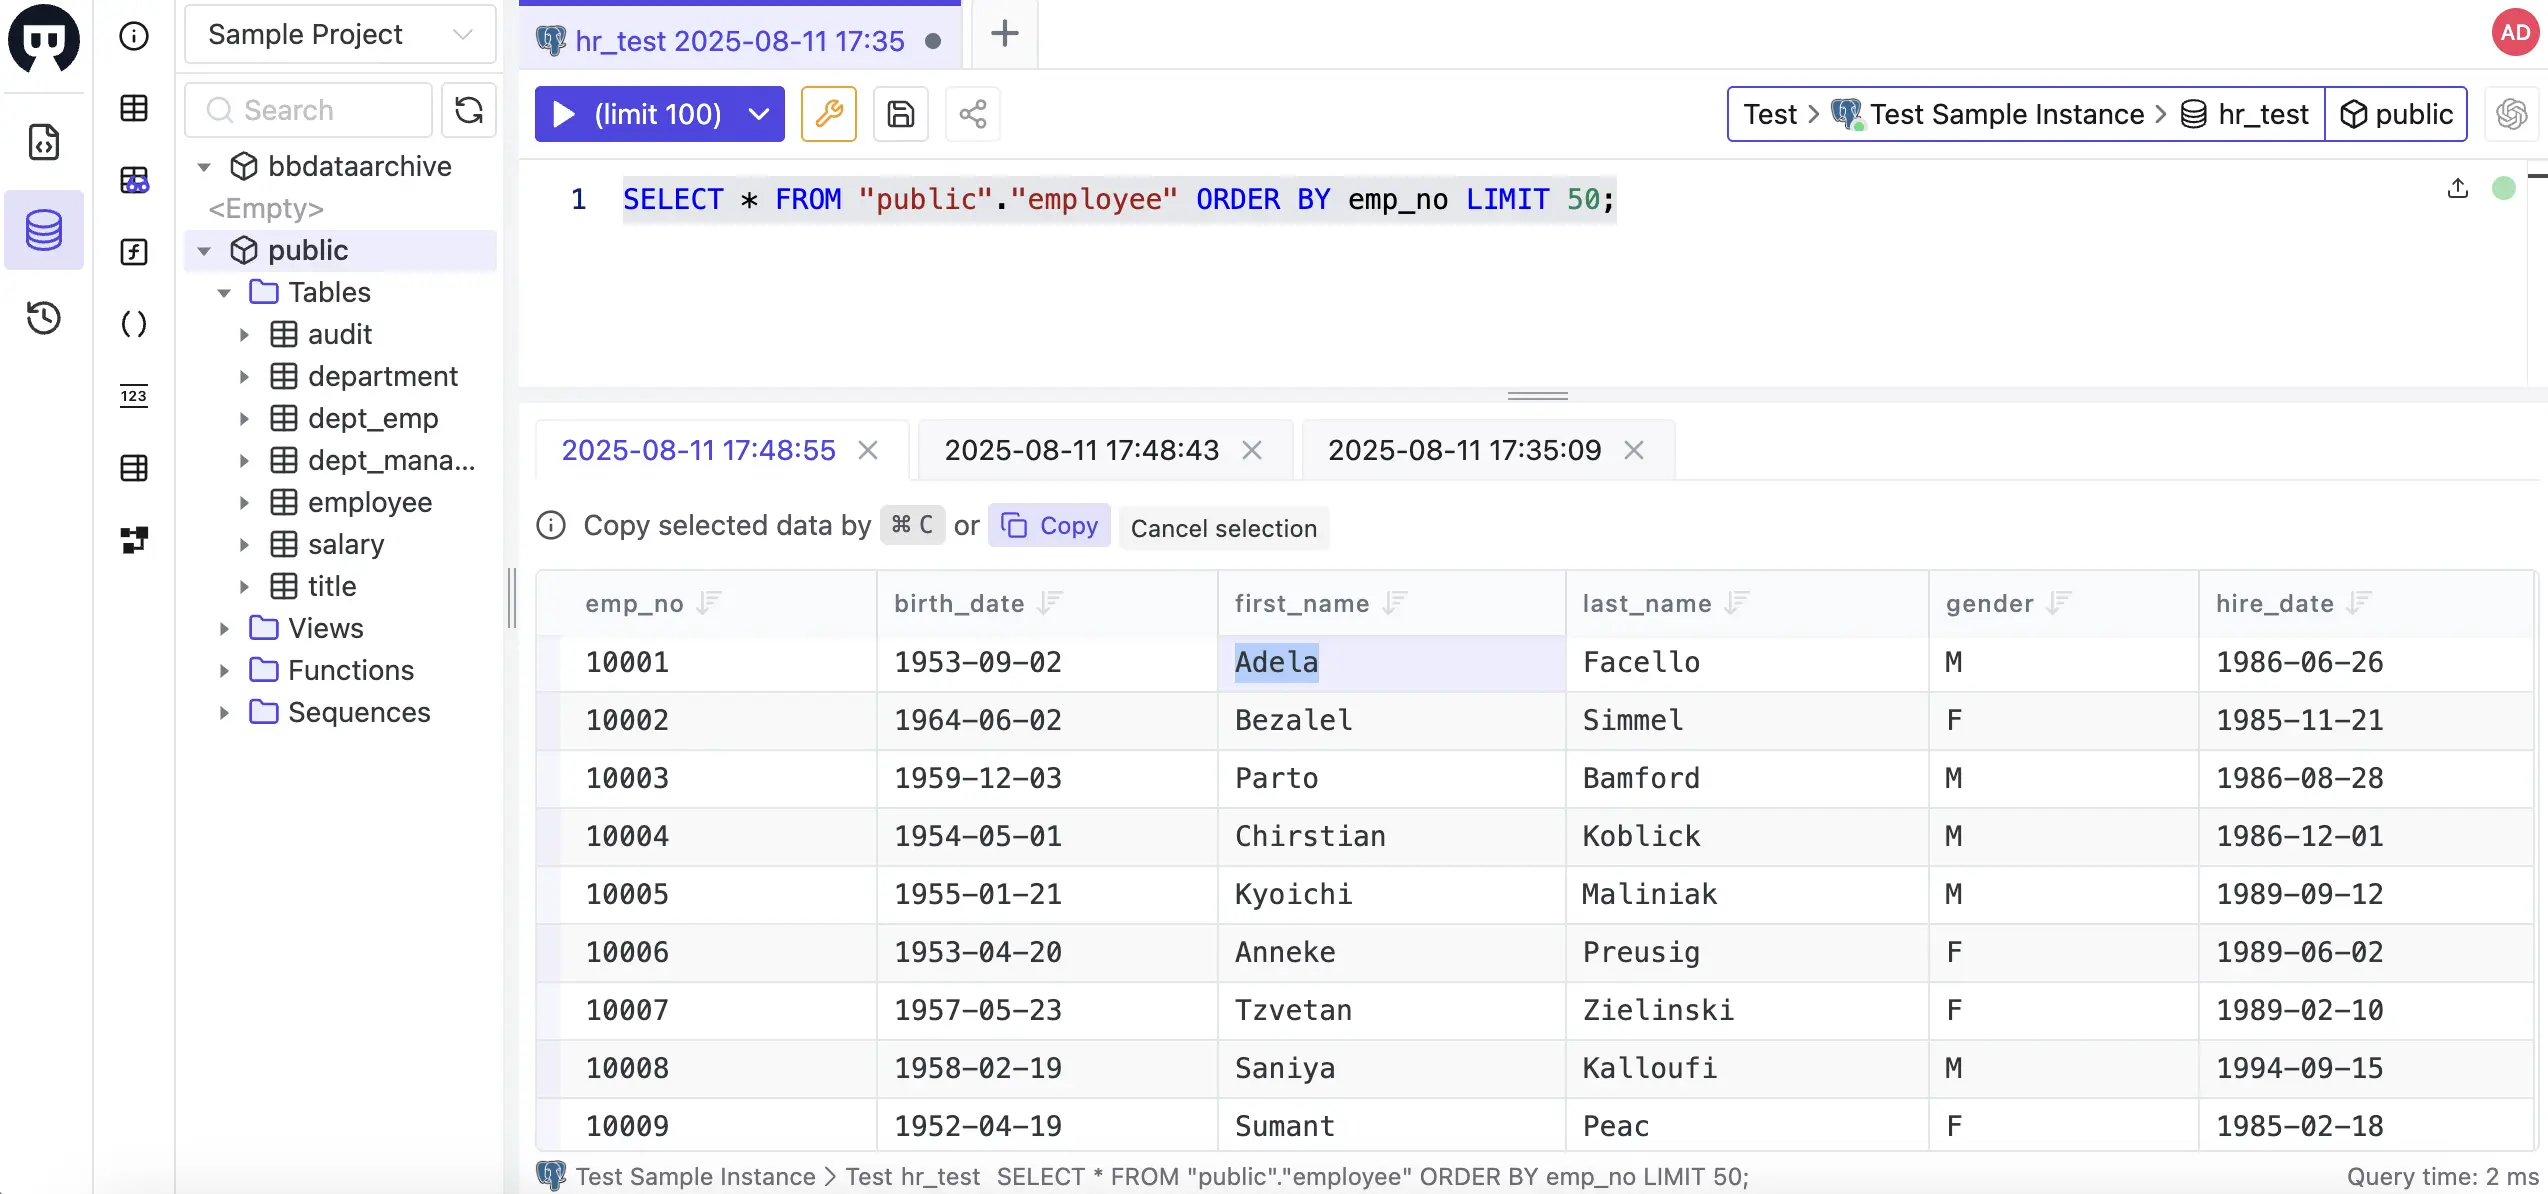 Sample Project
hr_test 2025-08-11 17:35
AD
Search
(limit 100)
Test > Test Sample Instance > hr_test public
bbdataarchive
<Empty>
public
Tables
audit
department
dept_emp
dept_mana...
employee
salary
title
Views
Functions
Sequences
123
1 SELECT * FROM "public"."employee" ORDER BY emp_no LIMIT 50;
2025-08-11 17:48:55 2025-08-11 17:48:43 2025-08-11 17:35:09
Copy selected data by ⌘ C or Copy Cancel selection
emp_no birth_date first_name last_name gender hire_date
10001 1953-09-02 Adela Facello M 1986-06-26
10002 1964-06-02 Bezalel Simmel F 1985-11-21
10003 1959-12-03 Parto Bamford M 1986-08-28
10004 1954-05-01 Chirstian Koblick M 1986-12-01
10005 1955-01-21 Kyoichi Maliniak M 1989-09-12
10006 1953-04-20 Anneke Preusig F 1989-06-02
10007 1957-05-23 Tzvetan Zielinski F 1989-02-10
10008 1958-02-19 Saniya Kalloufi M 1994-09-15
10009 1952-04-19 Sumant Peac F 1985-02-18
Test Sample Instance > Test hr_test SELECT * FROM "public"."employee" ORDER BY emp_no LIMIT 50; Query time: 2 ms